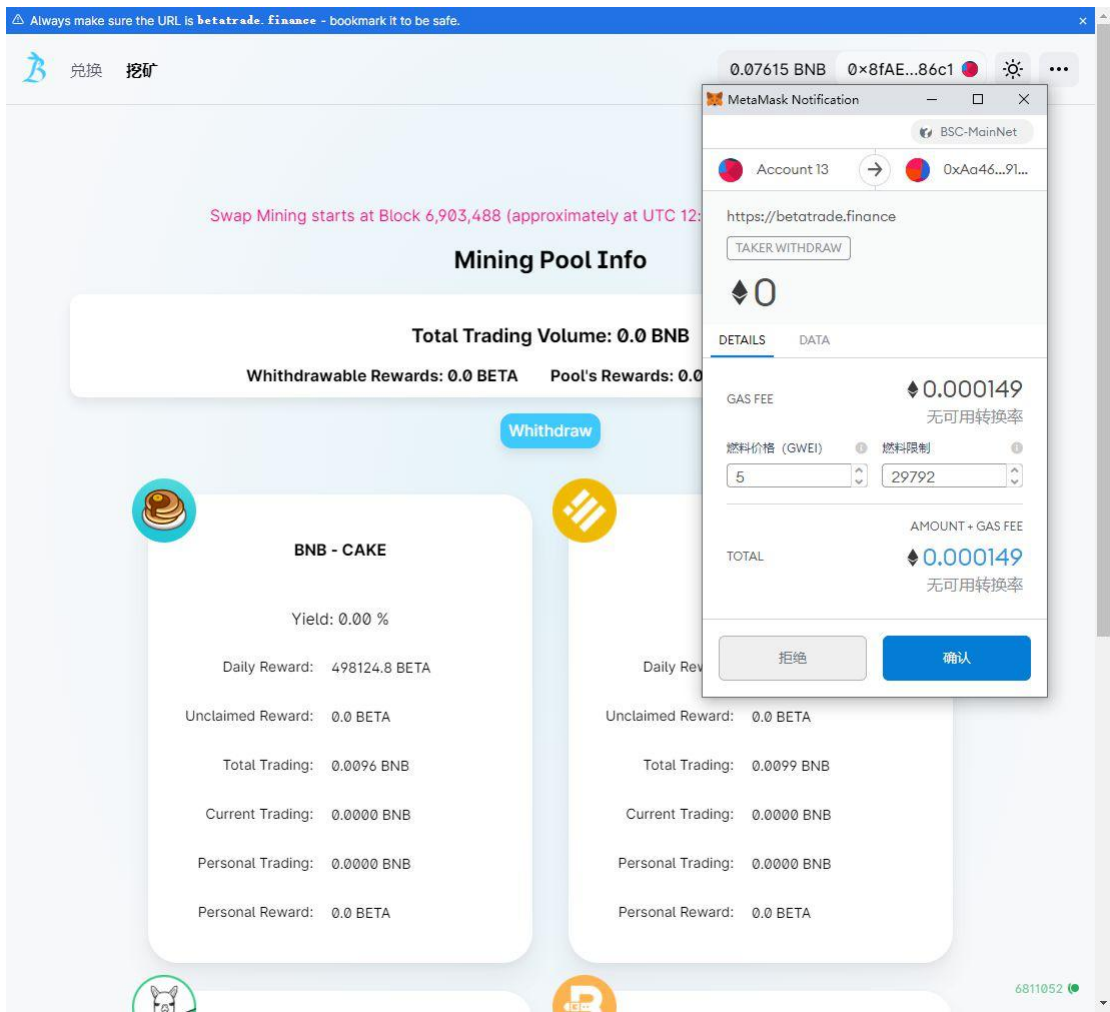 Always make sure the URL is betatrade.finance - bookmark it to be safe.
×
兑换 挖矿
0.07615 BNB 0×8fAE...86c1
MetaMask Notification
BSC-MainNet
Account 13 0xAa46...91...
https://betatrade.finance
TAKER WITHDRAW
0
DETAILS DATA
GAS FEE 0.000149
无可用转换率
燃料价格 (GWEI) 燃料限制
5 29792
AMOUNT + GAS FEE
TOTAL 0.000149
无可用转换率
拒绝 确认
Swap Mining starts at Block 6,903,488 (approximately at UTC 12:
Mining Pool Info
Total Trading Volume: 0.0 BNB
Whithdrawable Rewards: 0.0 BETA Pool's Rewards: 0.0
Whithdraw
BNB - CAKE
Yield: 0.00 %
Daily Reward: 498124.8 BETA
Unclaimed Reward: 0.0 BETA
Total Trading: 0.0096 BNB
Current Trading: 0.0000 BNB
Personal Trading: 0.0000 BNB
Personal Reward: 0.0 BETA
Daily Rev
Unclaimed Reward: 0.0 BETA
Total Trading: 0.0099 BNB
Current Trading: 0.0000 BNB
Personal Trading: 0.0000 BNB
Personal Reward: 0.0 BETA
6811052